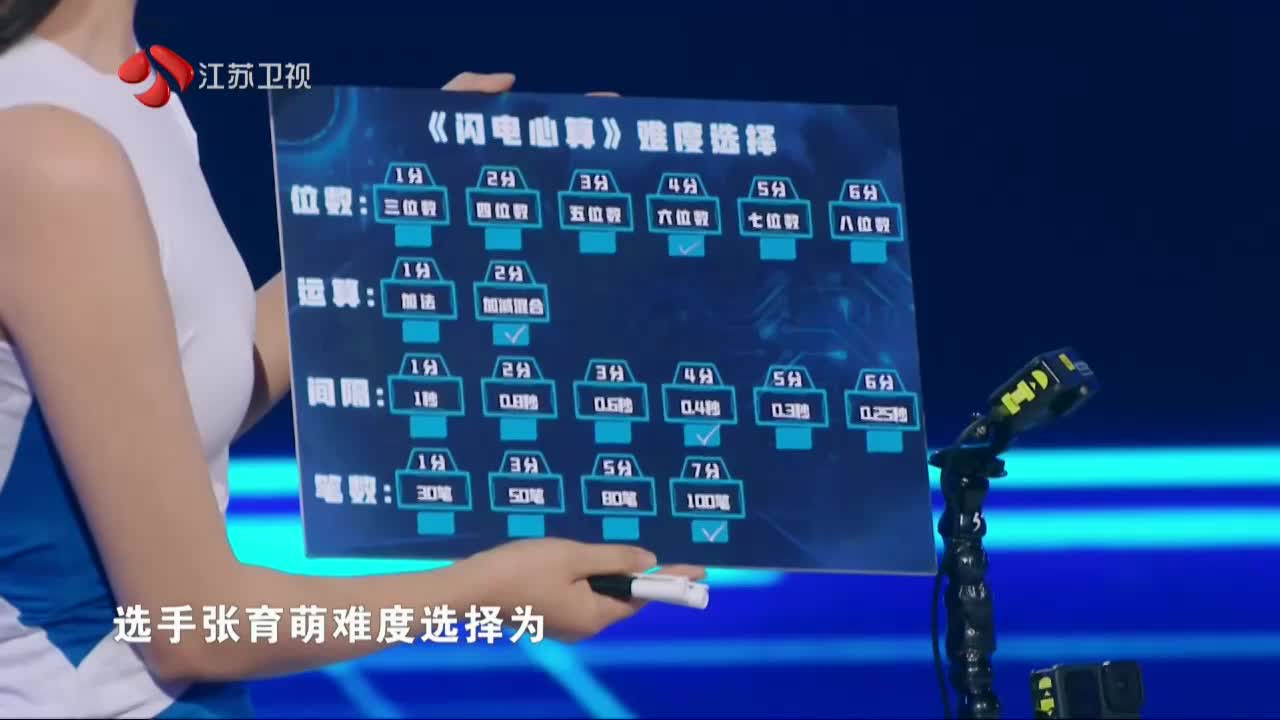 江苏卫视
《闪电心算》难度选择
1分 2分 3分 4分 5分 6分
位数: 三位数 四位数 五位数 六位数 七位数 八位数
1分 2分
运算: 加法 加减混合
1分 2分 3分 4分 5分 6分
间隔: 1秒 0.8秒 0.6秒 0.4秒 0.3秒 0.25秒
1分 3分 5分 7分
笔数: 30笔 50笔 80笔 100笔
选手张育萌难度选择为